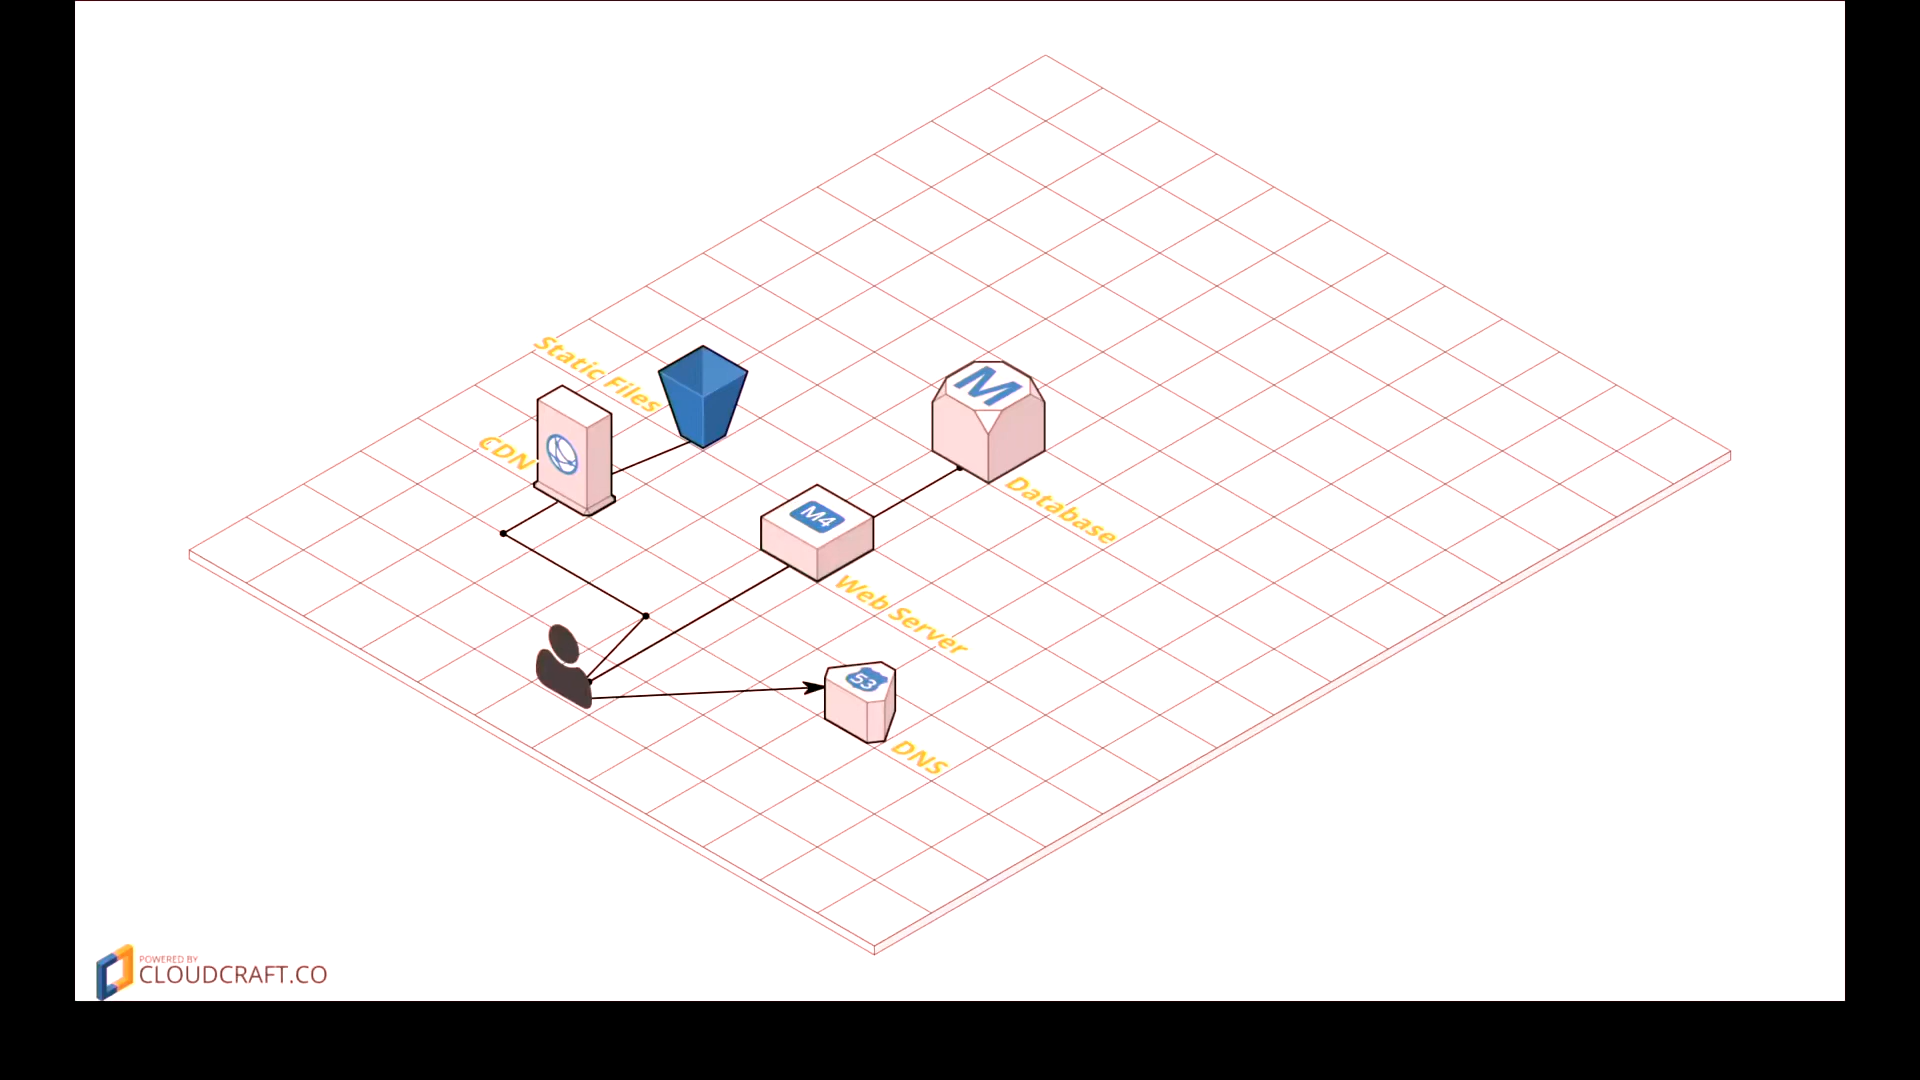 Static Files
CDN
M
Database
M4
Web Server
53
DNS
POWERED BY
CLOUDCRAFT.CO